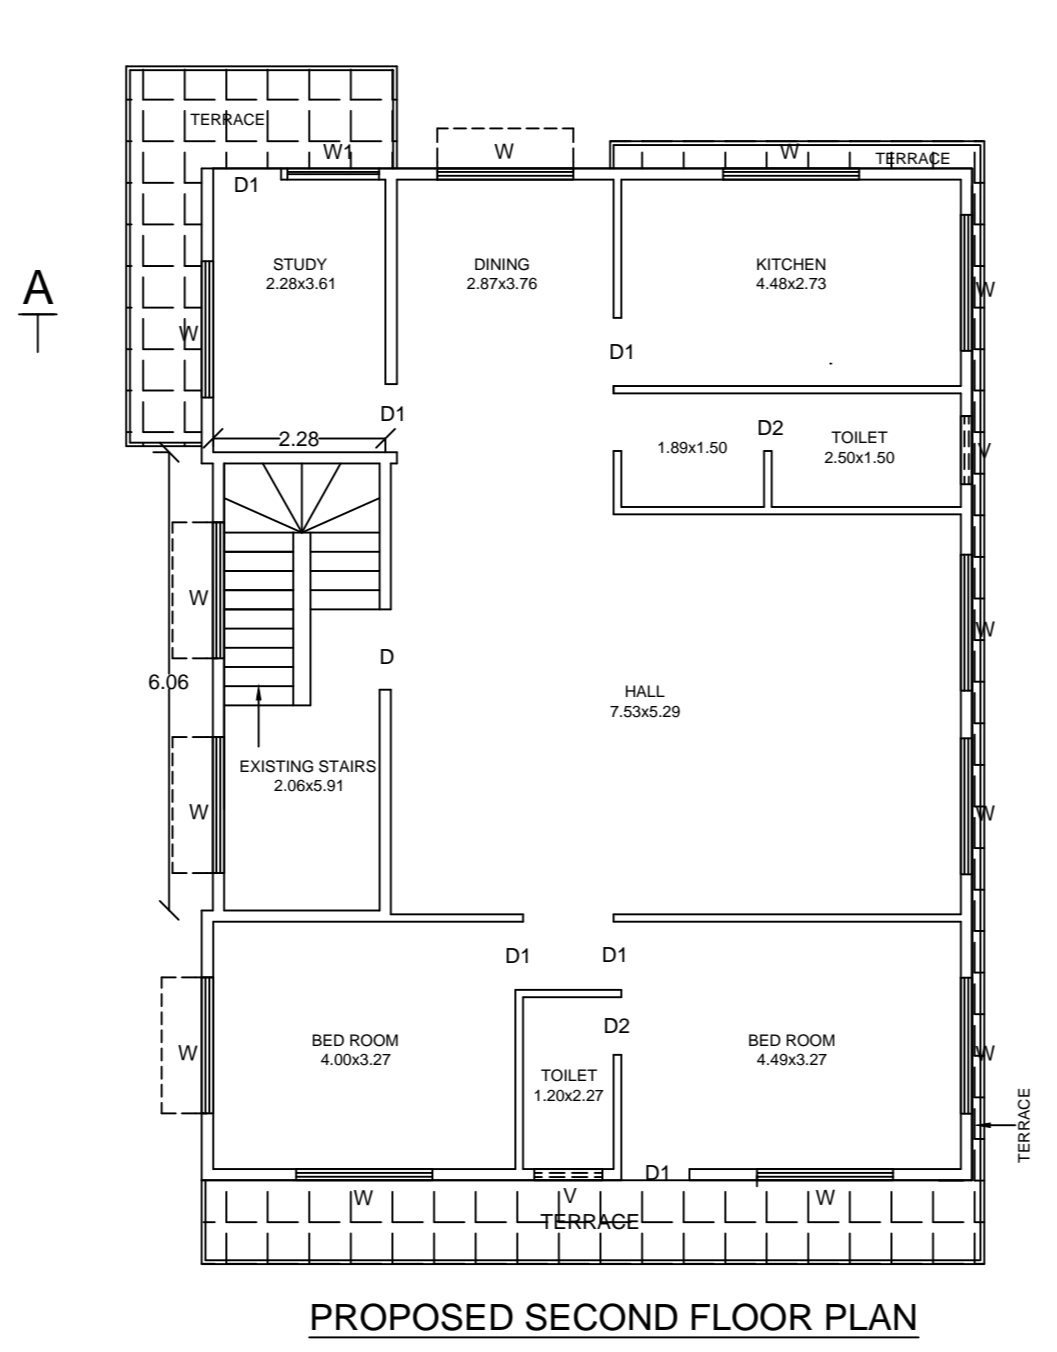 TERRACE
W1
W
W
TERRACE
D1
STUDY
2.28x3.61
DINING
2.87x3.76
KITCHEN
4.48x2.73
A
W
W
D1
D1
2.28
D2
1.89x1.50
TOILET
2.50x1.50
V
W
W
D
6.06
HALL
7.53x5.29
EXISTING STAIRS
2.06x5.91
W
W
D1
D1
D2
BED ROOM
4.00x3.27
BED ROOM
4.49x3.27
W
W
TOILET
1.20x2.27
TERRACE
D1
W
V
W
TERRACE
PROPOSED SECOND FLOOR PLAN